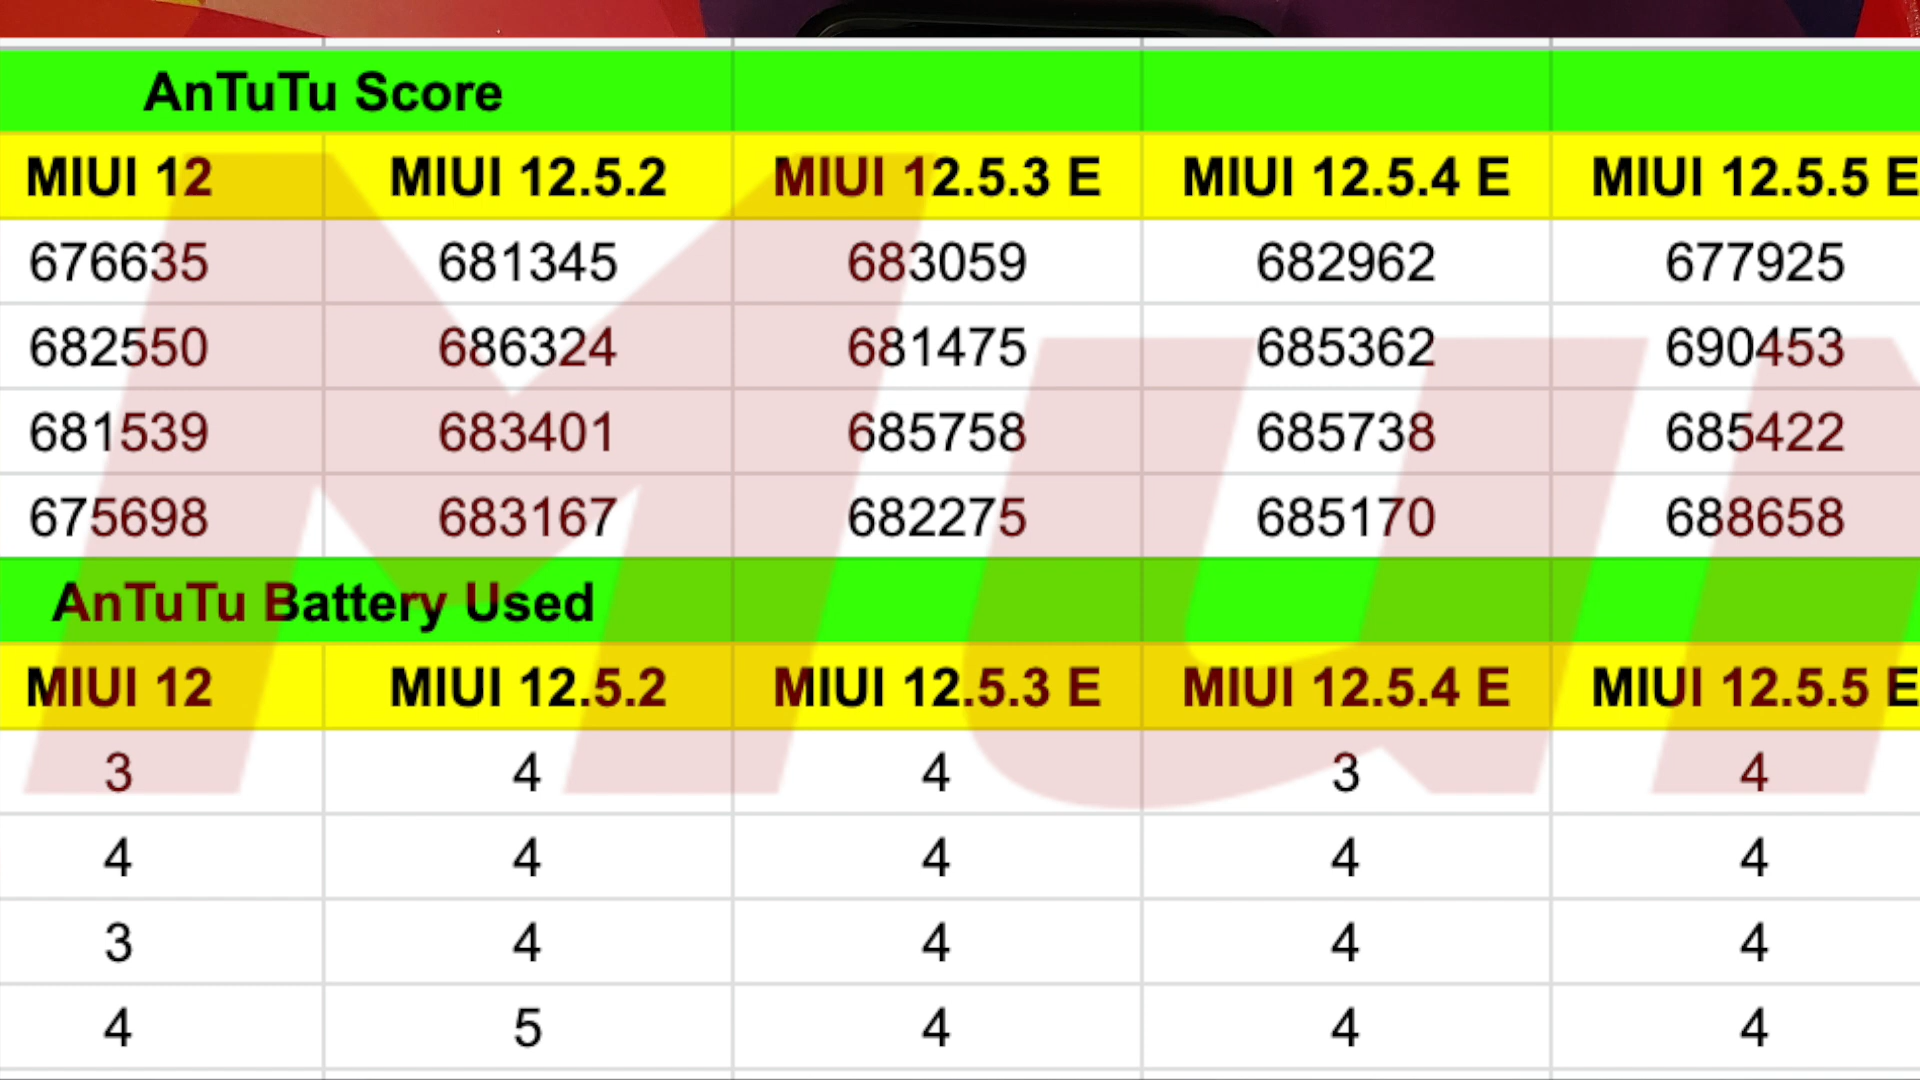 AnTuTu Score
MIUI 12 MIUI 12.5.2 MIUI 12.5.3 E MIUI 12.5.4 E MIUI 12.5.5 E
676635 681345 683059 682962 677925
682550 686324 681475 685362 690453
681539 683401 685758 685738 685422
675698 683167 682275 685170 688658
AnTuTu Battery Used
MIUI 12 MIUI 12.5.2 MIUI 12.5.3 E MIUI 12.5.4 E MIUI 12.5.5 E
3 4 4 3 4
4 4 4 4 4
3 4 4 4 4
4 5 4 4 4